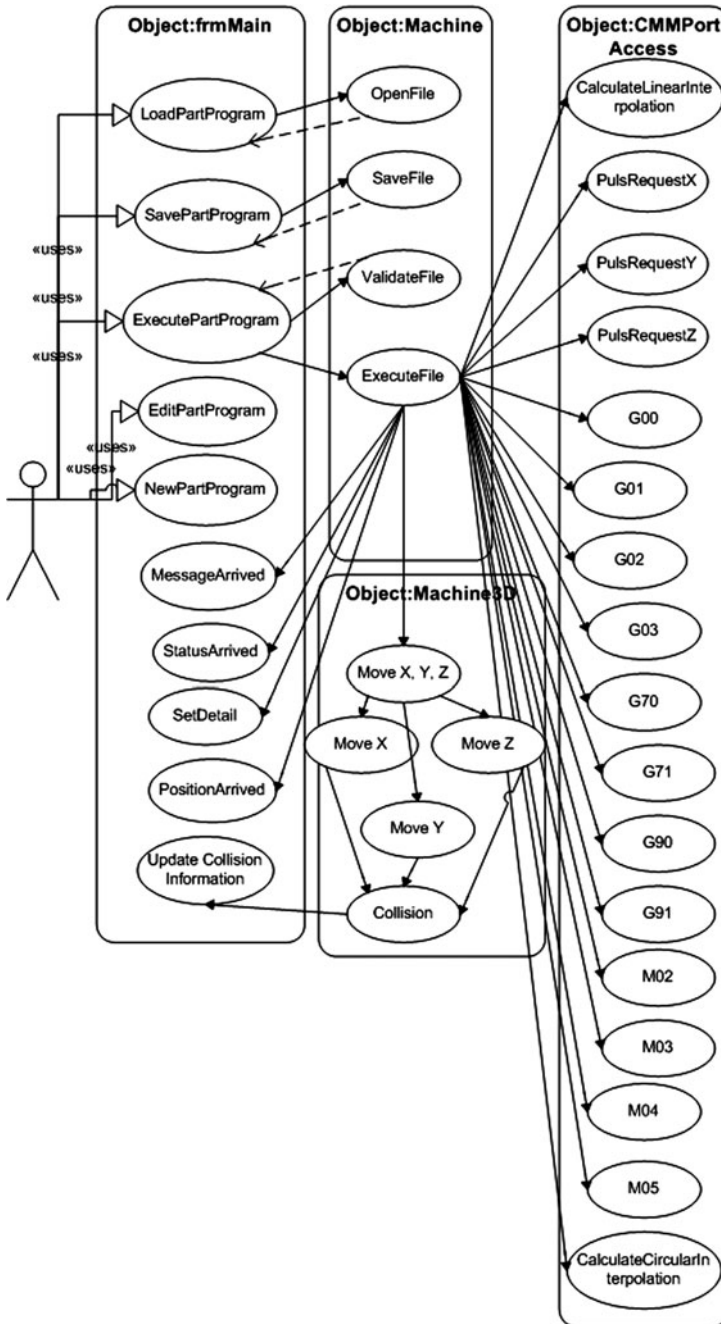 Object:frmMain
LoadPartProgram
SavePartProgram
«uses»
«uses»
ExecutePartProgram
«uses»
EditPartProgram
«uses»
«uses»
NewPartProgram
MessageArrived
StatusArrived
SetDetail
PositionArrived
Update Collision
Information
Object:Machine
OpenFile
SaveFile
ValidateFile
ExecuteFile
Object:Machine3D
Move X, Y, Z
Move X
Move Z
Move Y
Collision
Object:CMMPort
Access
CalculateLinearInte
rpolation
PulsRequestX
PulsRequestY
PulsRequestZ
G00
G01
G02
G03
G70
G71
G90
G91
M02
M03
M04
M05
CalculateCircularIn
terpolation